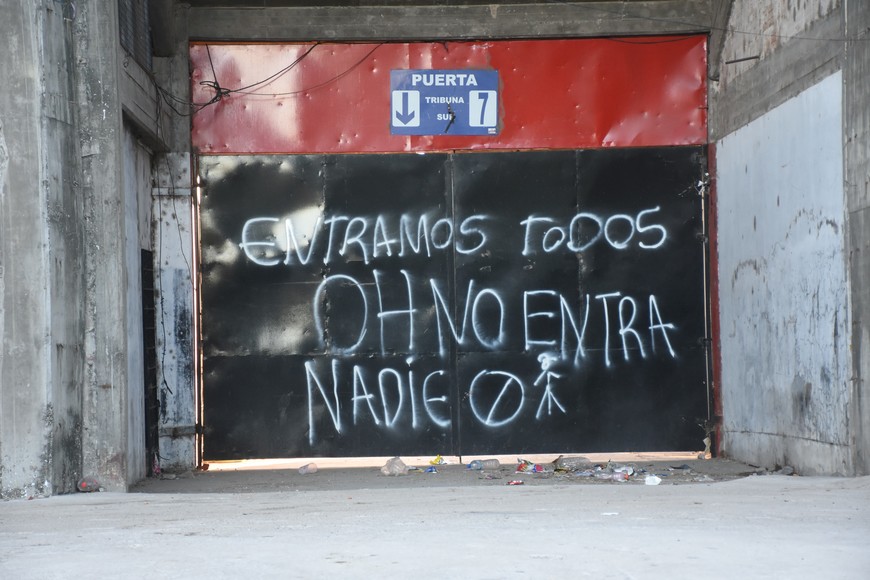 PUERTA
TRIBUNA 7
SUR
ENTRAMOS TODOS
OH NO ENTRA
NADIE